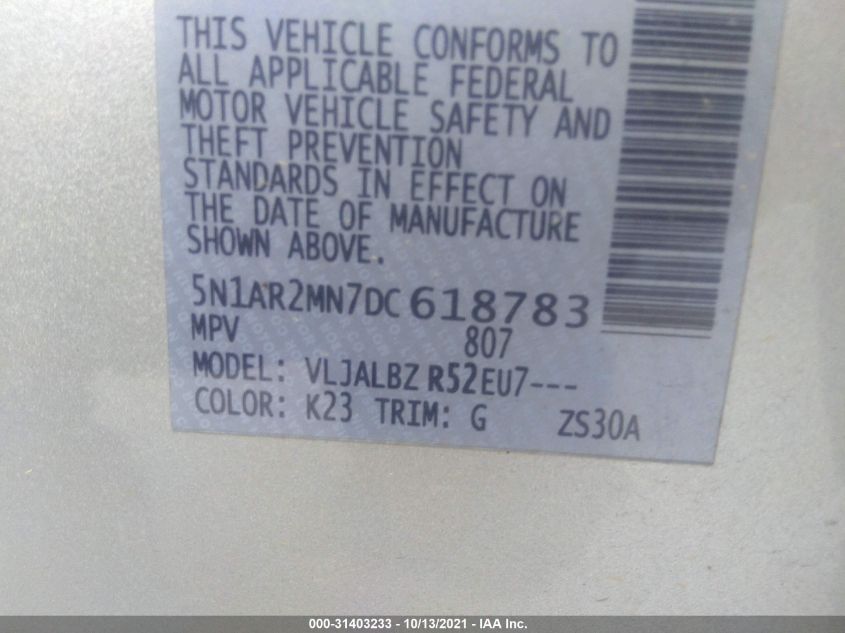 THIS VEHICLE CONFORMS TO
ALL APPLICABLE FEDERAL
MOTOR VEHICLE SAFETY AND
THEFT PREVENTION
STANDARDS IN EFFECT ON
THE DATE OF MANUFACTURE
SHOWN ABOVE.
5N1AR2MN7DC618783
MPV 807
MODEL: VLJALBZ R52EU7---
COLOR: K23 TRIM: G ZS30A
000-31403233 - 10/13/2021 - IAA Inc.